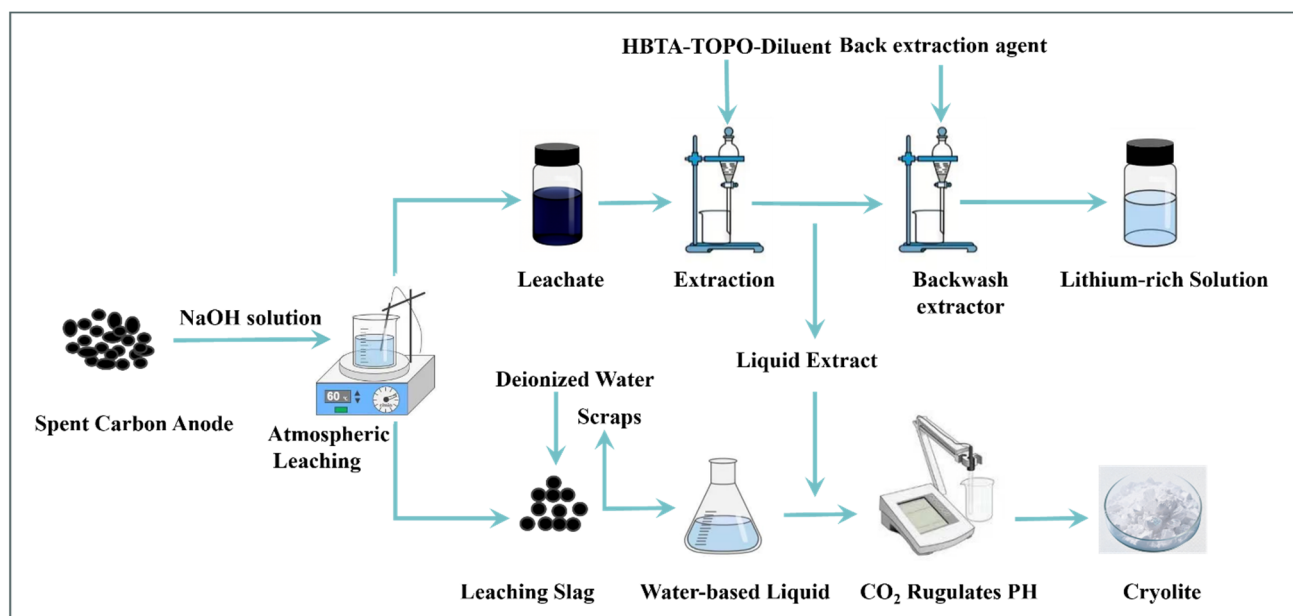 HBTA-TOPO-Diluent
Back extraction agent
Leachate
Extraction
Backwash
extractor
Lithium-rich Solution
NaOH solution
Liquid Extract
Deionized Water
Scraps
60
Spent Carbon Anode
Atmospheric
Leaching
Leaching Slag
Water-based Liquid
CO₂ Rugulates PH
Cryolite